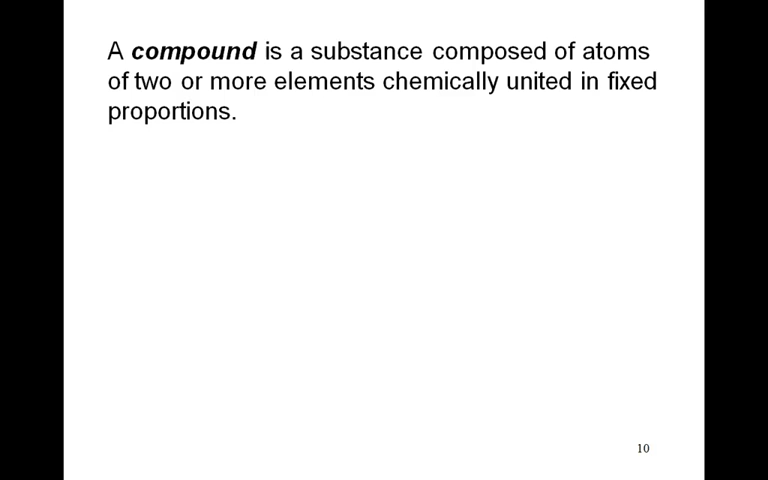 A compound is a substance composed of atoms
of two or more elements chemically united in fixed
proportions.
10